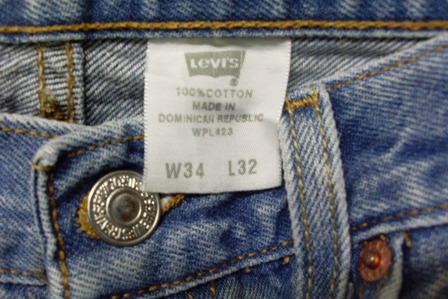 Levi's
®
100% COTTON
MADE IN
DOMINICAN REPUBLIC
WPL423
W34 L32